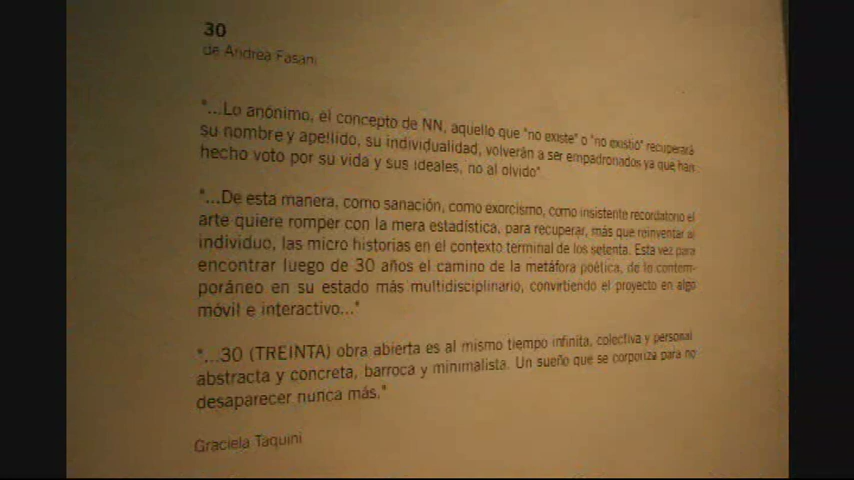 30
de Andrea Fasani
"...Lo anónimo, el concepto de NN, aquello que "no existe" o "no existió" recuperará
su nombre y apellido, su individualidad, volverán a ser empadronados ya que han
hecho voto por su vida y sus ideales, no al olvido"
"...De esta manera, como sanación, como exorcismo, como insistente recordatorio el
arte quiere romper con la mera estadística, para recuperar, más que reinventar al
individuo, las micro historias en el contexto terminal de los setenta. Esta vez para
encontrar luego de 30 años el camino de la metáfora poética, de lo contem-
poráneo en su estado más multidisciplinario, convirtiendo el proyecto en algo
móvil e interactivo..."
"...30 (TREINTA) obra abierta es al mismo tiempo infinita, colectiva y personal
abstracta y concreta, barroca y minimalista. Un sueño que se corporiza para no
desaparecer nunca más."
Graciela Taquini